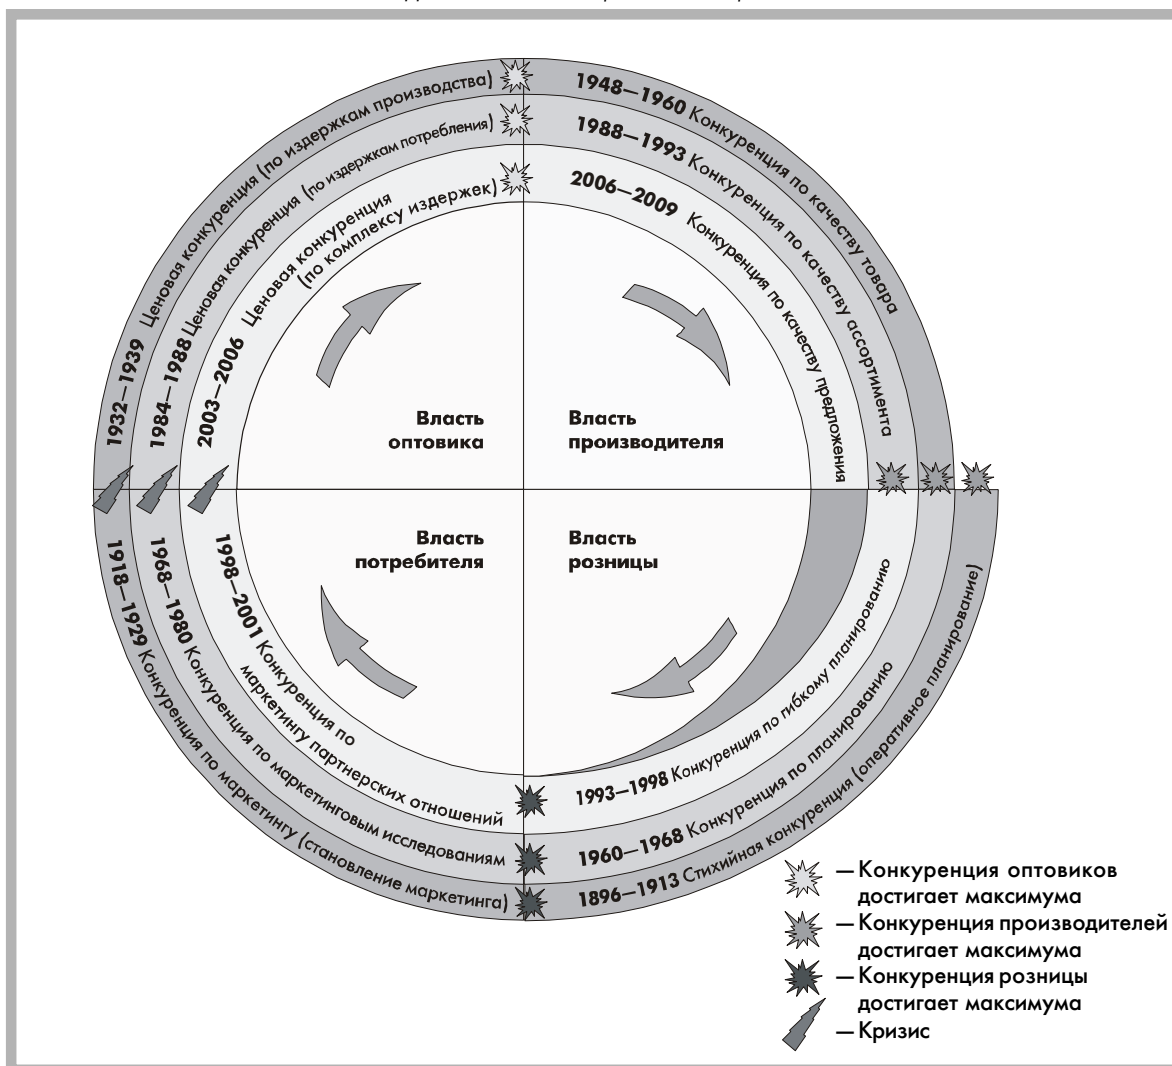 1948—1960 Конкуренция по качеству товара
1988—1993 Конкуренция по качеству ассортимента
2006—2009 Конкуренция по качеству предложения
1932—1939 Ценовая конкуренция (по издержкам производства)
1984—1988 Ценовая конкуренция (по издержкам потребления)
2003—2006 Ценовая конкуренция
(по комплексу издержек)
Власть
оптовика
Власть
производителя
Власть
потребителя
Власть
розницы
1998—2001 Конкуренция по
маркетингу партнерских отношений
1968—1980 Конкуренция по маркетинговым исследованиям
1918—1929 Конкуренция по маркетингу (становление маркетинга)
1993—1998 Конкуренция по гибкому планированию
1960—1968 Конкуренция по планированию
1896—1913 Стихийная конкуренция (оперативное планирование)
— Конкуренция оптовиков
достигает максимума
— Конкуренция производителей
достигает максимума
— Конкуренция розницы
достигает максимума
— Кризис